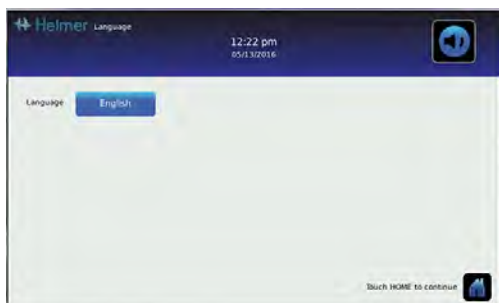 Helmer Language
12:22 pm
05/13/2016
Language English
Touch HOME to continue